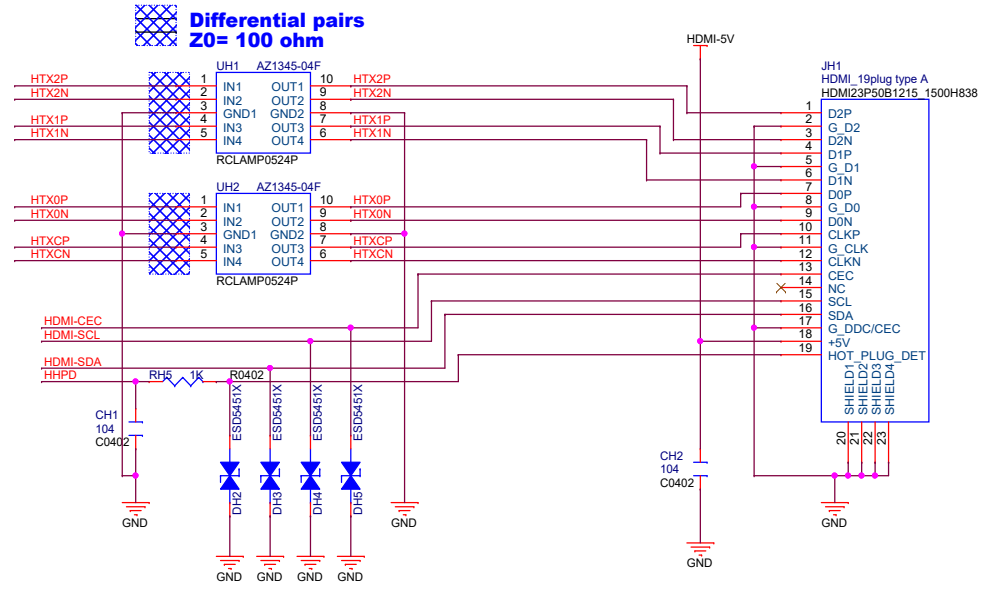 Differential pairs
Z0= 100 ohm
HDMI-5V
UH1 AZ1345-04F
HTX2P 1 IN1 OUT1 10 HTX2P
HTX2N 2 IN2 OUT2 9 HTX2N
3 GND1 GND2 8
HTX1P 4 IN3 OUT3 7 HTX1P
HTX1N 5 IN4 OUT4 6 HTX1N
RCLAMP0524P
UH2 AZ1345-04F
HTX0P 1 IN1 OUT1 10 HTX0P
HTX0N 2 IN2 OUT2 9 HTX0N
3 GND1 GND2 8
HTXCP 4 IN3 OUT3 7 HTXCP
HTXCN 5 IN4 OUT4 6 HTXCN
RCLAMP0524P
JH1
HDMI_19plug type A
HDMI23P50B1215_1500H838
1 D2P
2 G_D2
3 D2N
4 D1P
5 G_D1
6 D1N
7 D0P
8 G_D0
9 D0N
10 CLKP
11 G_CLK
12 CLKN
13 CEC
14 NC
15 SCL
16 SDA
17 G_DDC/CEC
18 +5V
19 HOT_PLUG_DET
SHIELD1
SHIELD2
SHIELD3
SHIELD4
20
21
22
23
HDMI-CEC
HDMI-SCL
HDMI-SDA
HHPD
RH5 1K R0402
CH1
104
C0402
ESD5451X
ESD5451X
ESD5451X
ESD5451X
DH2
DH3
DH4
DH5
CH2
104
C0402
GND
GND
GND
GND
GND
GND
GND
GND